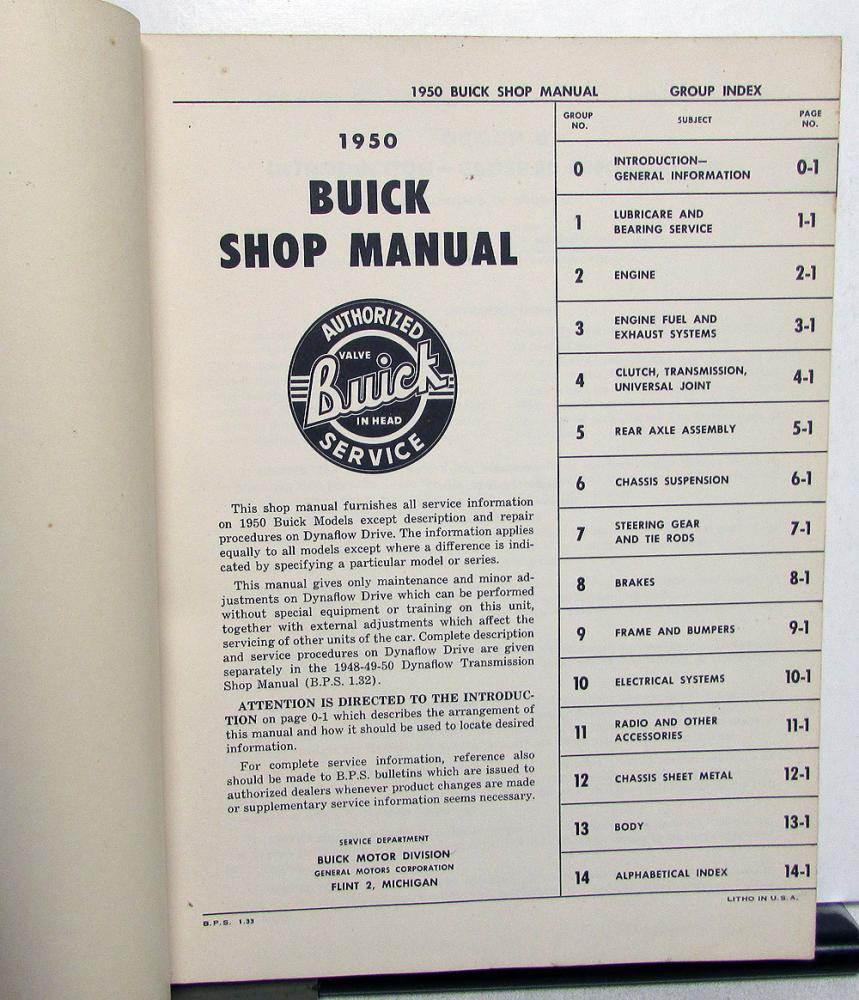 1950 BUICK SHOP MANUAL GROUP INDEX
1950
BUICK
SHOP MANUAL
AUTHORIZED
VALVE
Buick
IN HEAD
SERVICE
This shop manual furnishes all service information
on 1950 Buick Models except description and repair
procedures on Dynaflow Drive. The information applies
equally to all models except where a difference is indi-
cated by specifying a particular model or series.
This manual gives only maintenance and minor ad-
justments on Dynaflow Drive which can be performed
without special equipment or training on this unit,
together with external adjustments which affect the
servicing of other units of the car. Complete description
and service procedures on Dynaflow Drive are given
separately in the 1948-49-50 Dynaflow Transmission
Shop Manual (B.P.S. 1.32).
ATTENTION IS DIRECTED TO THE INTRODUC-
TION on page 0-1 which describes the arrangement of
this manual and how it should be used to locate desired
information.
For complete service information, reference also
should be made to B.P.S. bulletins which are issued to
authorized dealers whenever product changes are made
or supplementary service information seems necessary.
SERVICE DEPARTMENT
BUICK MOTOR DIVISION
GENERAL MOTORS CORPORATION
FLINT 2, MICHIGAN
B.P.S. 1.33
GROUP NO. SUBJECT PAGE NO.
0 INTRODUCTION—
GENERAL INFORMATION 0-1
1 LUBRICARE AND
BEARING SERVICE 1-1
2 ENGINE 2-1
3 ENGINE FUEL AND
EXHAUST SYSTEMS 3-1
4 CLUTCH, TRANSMISSION,
UNIVERSAL JOINT 4-1
5 REAR AXLE ASSEMBLY 5-1
6 CHASSIS SUSPENSION 6-1
7 STEERING GEAR
AND TIE RODS 7-1
8 BRAKES 8-1
9 FRAME AND BUMPERS 9-1
10 ELECTRICAL SYSTEMS 10-1
11 RADIO AND OTHER
ACCESSORIES 11-1
12 CHASSIS SHEET METAL 12-1
13 BODY 13-1
14 ALPHABETICAL INDEX 14-1
LITHO IN U.S.A.